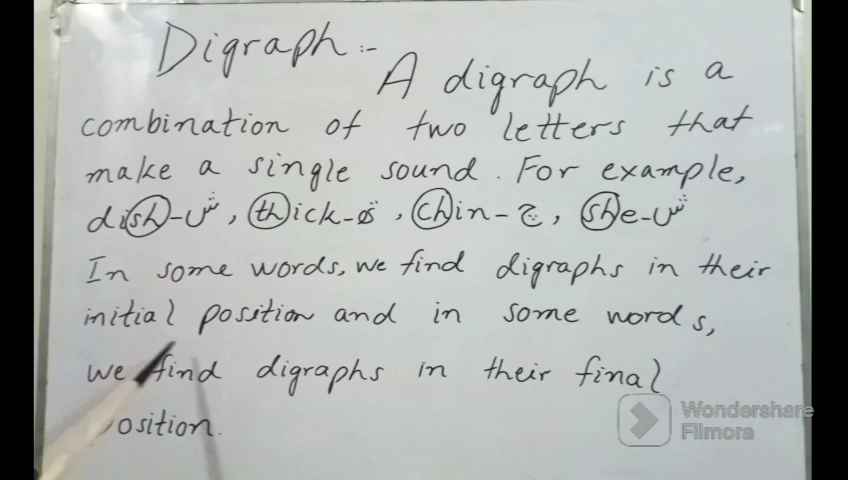 Digraph :-
A digraph is a
combination of two letters that
make a single sound. For example,
dish-ش, thick-تھ, chin-چ, she-ش
In some words, we find digraphs in their
initial position and in some words,
we find digraphs in their final
position.
Wondershare
Filmora